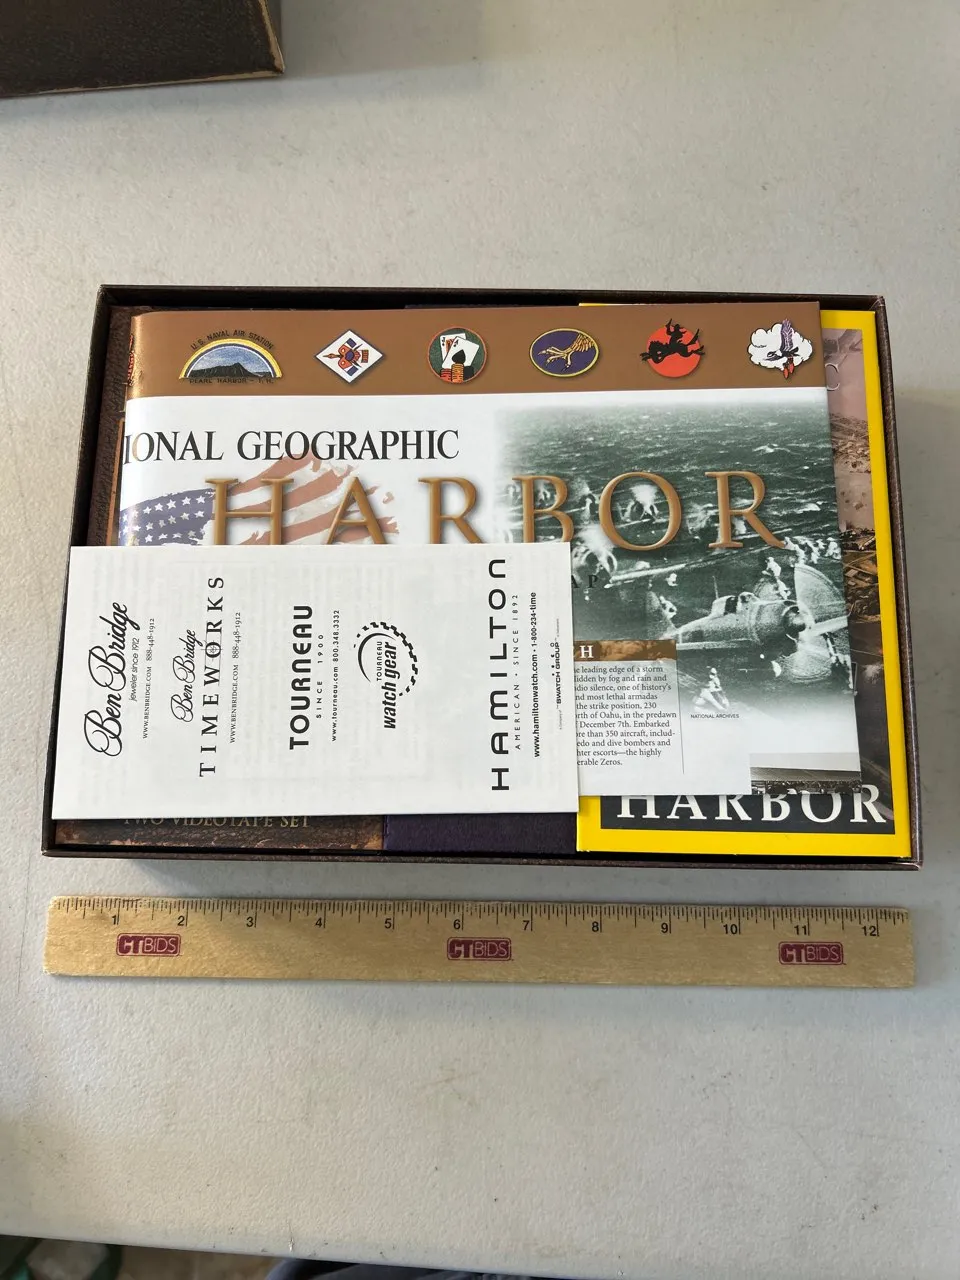 U.S. NAVAL AIR STATION
PEARL HARBOR - T.H.
IONAL GEOGRAPHIC
HARBOR
AP
H
e leading edge of a storm
idden by fog and rain and
dio silence, one of history's
nd most lethal armadas
the strike position, 230
rth of Oahu, in the predawn
December 7th. Embarked
re than 350 aircraft, includ-
edo and dive bombers and
hter escorts—the highly
erable Zeros.
NATIONAL ARCHIVES
C
HARBOR
TWO VIDEOTAPE SET
Ben Bridge
jeweler since 1912
WWW.BENBRIDGE.COM 888-448-1912
Ben Bridge
TIMEWORKS
WWW.BENBRIDGE.COM 888-448-1912
TOURNEAU
SINCE 1900
www.tourneau.com 800.348.3332
TOURNEAU
watch gear
HAMILTON
AMERICAN · SINCE 1892
www.hamiltonwatch.com · 1-800-234-time
SWATCH GROUP
1 2 3 4 5 6 7 8 9 10 11 12
CTBIDS CTBIDS CTBIDS